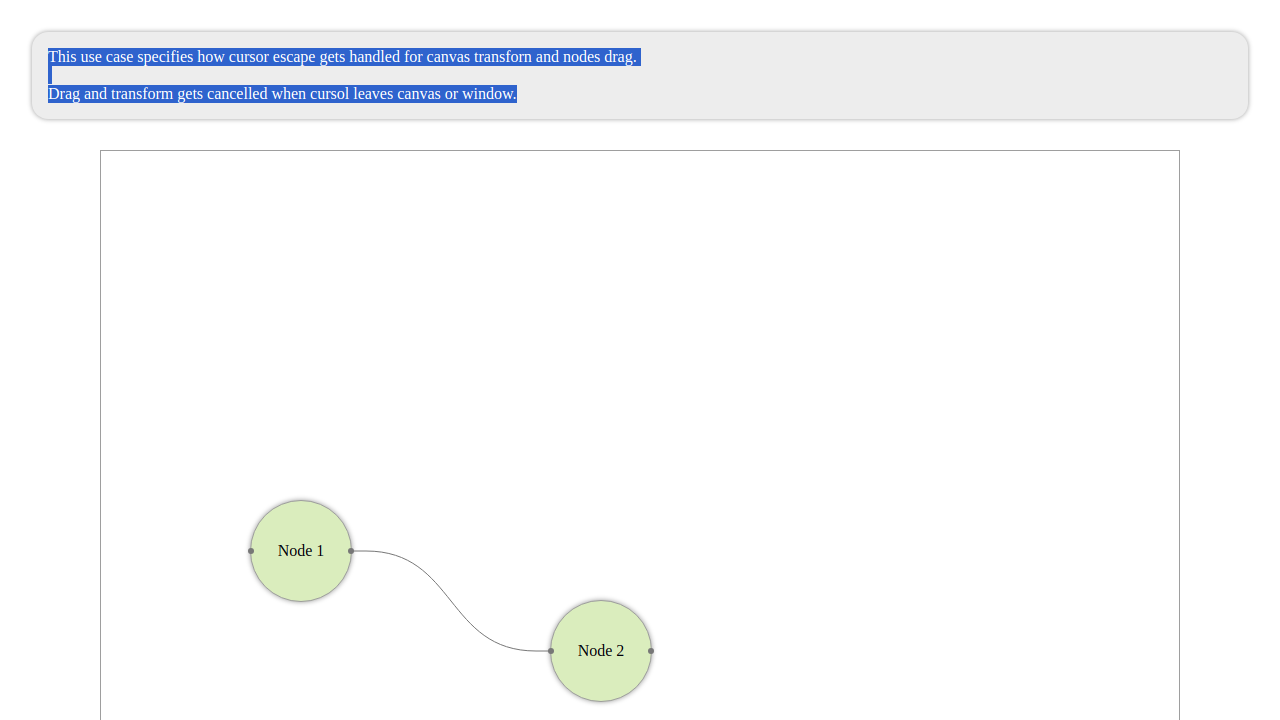 This use case specifies how cursor escape gets handled for canvas transforn and nodes drag.
Drag and transform gets cancelled when cursol leaves canvas or window.
Node 1
Node 2